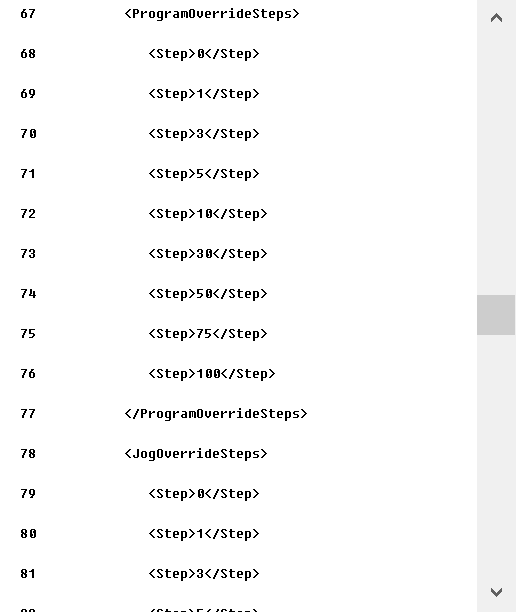 67 <ProgramOverrideSteps>
68 <Step>0</Step>
69 <Step>1</Step>
70 <Step>3</Step>
71 <Step>5</Step>
72 <Step>10</Step>
73 <Step>30</Step>
74 <Step>50</Step>
75 <Step>75</Step>
76 <Step>100</Step>
77 </ProgramOverrideSteps>
78 <JogOverrideSteps>
79 <Step>0</Step>
80 <Step>1</Step>
81 <Step>3</Step>